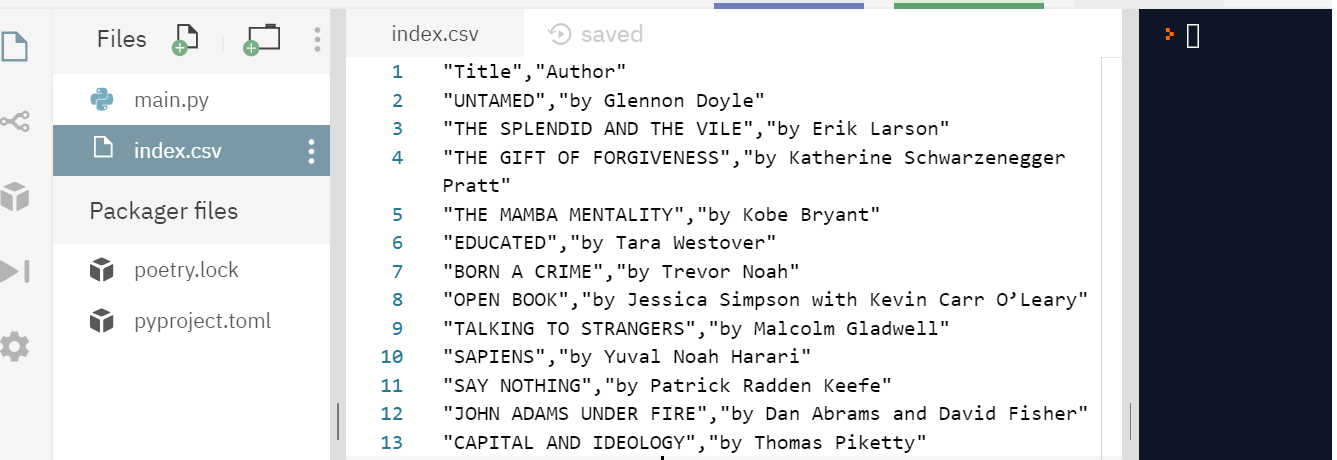 Files
main.py
index.csv
Packager files
poetry.lock
pyproject.toml
index.csv saved
1 "Title","Author"
2 "UNTAMED","by Glennon Doyle"
3 "THE SPLENDID AND THE VILE","by Erik Larson"
4 "THE GIFT OF FORGIVENESS","by Katherine Schwarzenegger
Pratt"
5 "THE MAMBA MENTALITY","by Kobe Bryant"
6 "EDUCATED","by Tara Westover"
7 "BORN A CRIME","by Trevor Noah"
8 "OPEN BOOK","by Jessica Simpson with Kevin Carr O’Leary"
9 "TALKING TO STRANGERS","by Malcolm Gladwell"
10 "SAPIENS","by Yuval Noah Harari"
11 "SAY NOTHING","by Patrick Radden Keefe"
12 "JOHN ADAMS UNDER FIRE","by Dan Abrams and David Fisher"
13 "CAPITAL AND IDEOLOGY","by Thomas Piketty"